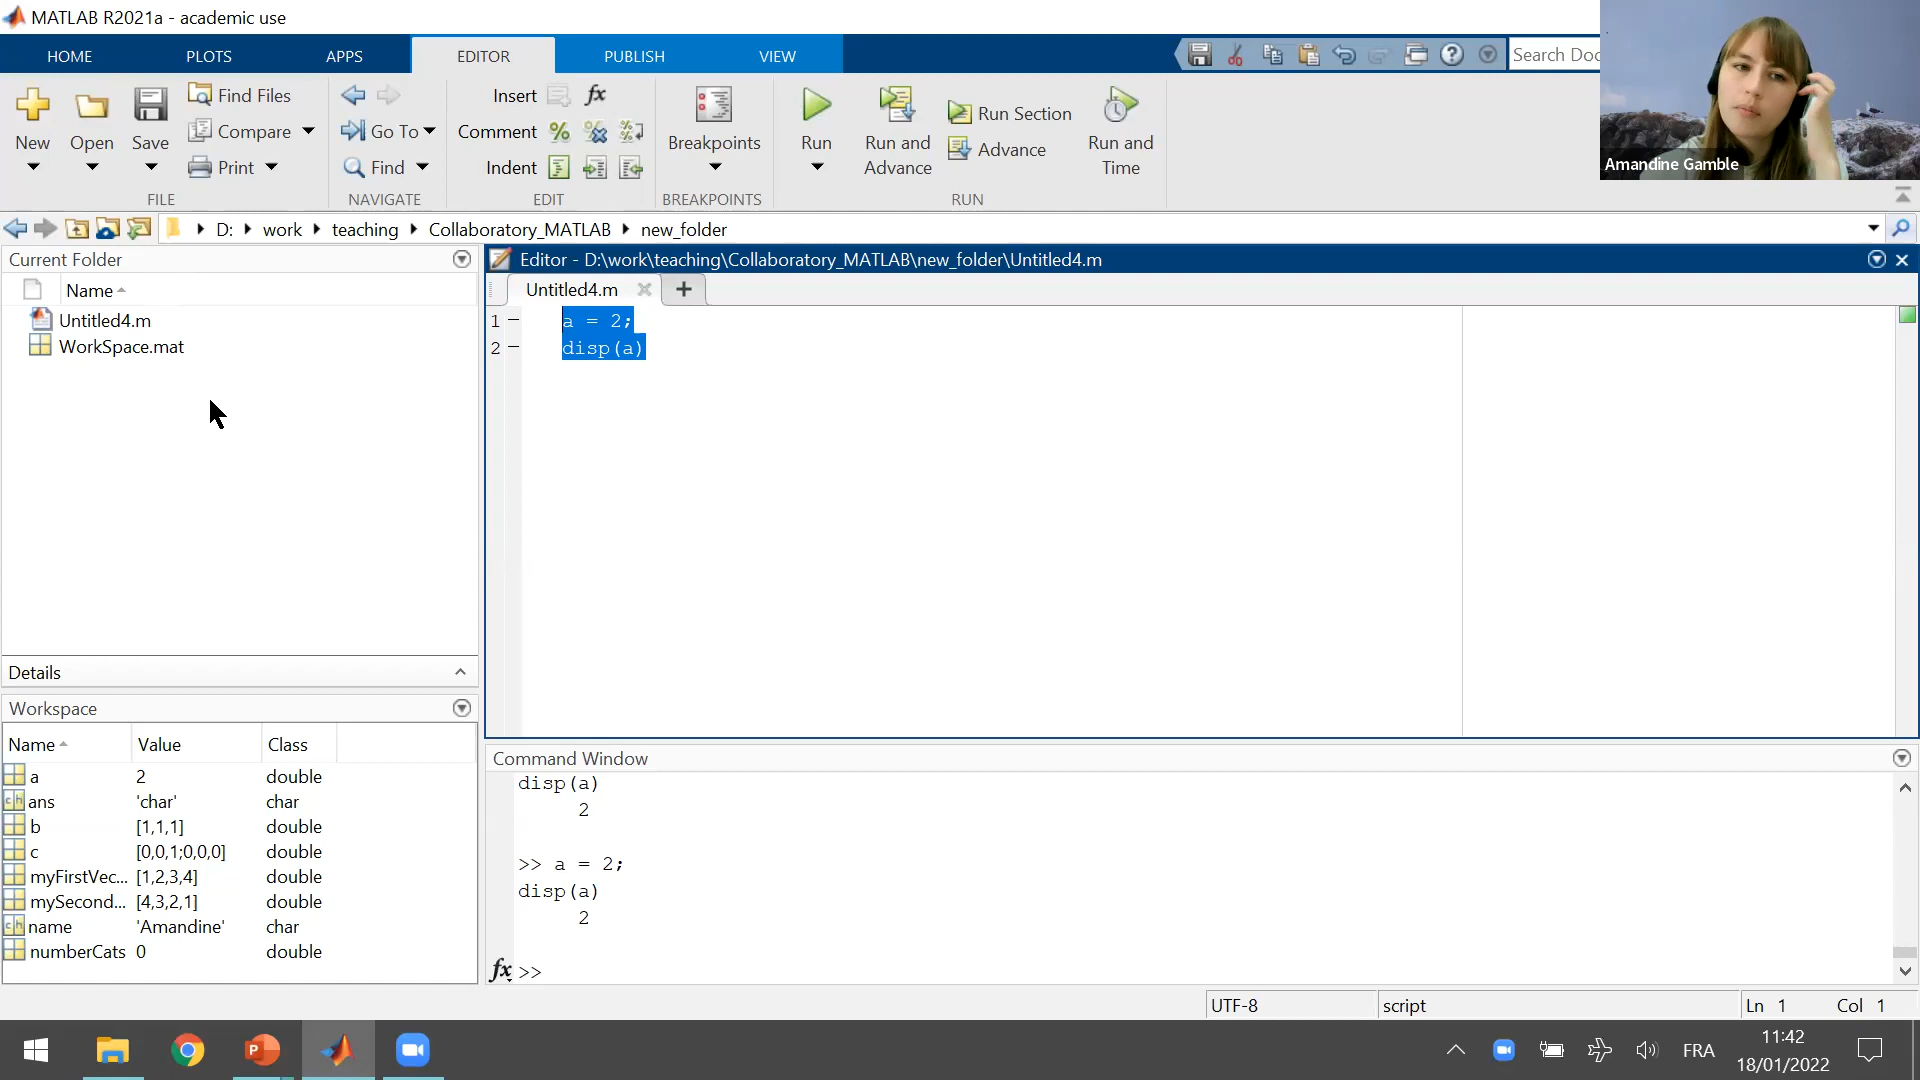 MATLAB R2021a - academic use
HOME PLOTS APPS EDITOR PUBLISH VIEW Search Doc
New Open Save Find Files Compare Print
FILE
Go To Find
NAVIGATE
Insert fx
Comment
Indent
EDIT
Breakpoints
BREAKPOINTS
Run Run and Advance Run Section Advance Run and Time
RUN
Amandine Gamble
D: work teaching Collaboratory_MATLAB new_folder
Current Folder
Name
Untitled4.m
WorkSpace.mat
Details
Editor - D:\work\teaching\Collaboratory_MATLAB\new_folder\Untitled4.m
Untitled4.m +
1 – a = 2;
2 – disp(a)
Workspace
Name Value Class
a 2 double
ans 'char' char
b [1,1,1] double
c [0,0,1;0,0,0] double
myFirstVec... [1,2,3,4] double
mySecond... [4,3,2,1] double
name 'Amandine' char
numberCats 0 double
Command Window
disp(a)
2
>> a = 2;
disp(a)
2
fx >>
UTF-8 script Ln 1 Col 1
FRA
11:42
18/01/2022